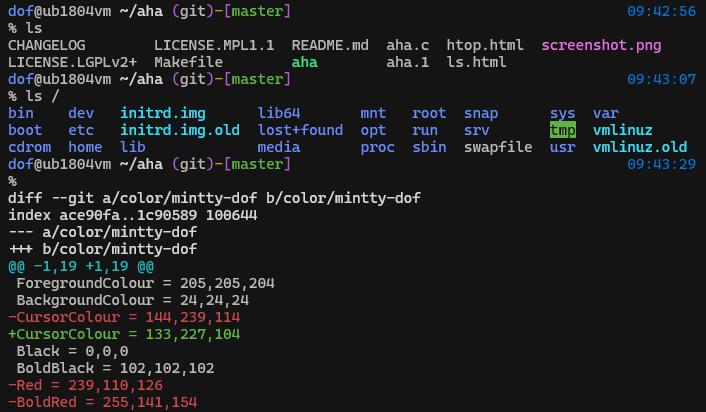 dof@ub1804vm ~/aha (git)-[master] 09:42:56
% ls
CHANGELOG LICENSE.MPL1.1 README.md aha.c htop.html screenshot.png
LICENSE.LGPLv2+ Makefile aha aha.1 ls.html
dof@ub1804vm ~/aha (git)-[master] 09:43:07
% ls /
bin dev initrd.img lib64 mnt root snap sys var
boot etc initrd.img.old lost+found opt run srv tmp vmlinuz
cdrom home lib media proc sbin swapfile usr vmlinuz.old
dof@ub1804vm ~/aha (git)-[master] 09:43:29
%
diff --git a/color/mintty-dof b/color/mintty-dof
index ace90fa..1c90589 100644
--- a/color/mintty-dof
+++ b/color/mintty-dof
@@ -1,19 +1,19 @@
 ForegroundColour = 205,205,204
 BackgroundColour = 24,24,24
-CursorColour = 144,239,114
+CursorColour = 133,227,104
 Black = 0,0,0
 BoldBlack = 102,102,102
-Red = 239,110,126
-BoldRed = 255,141,154